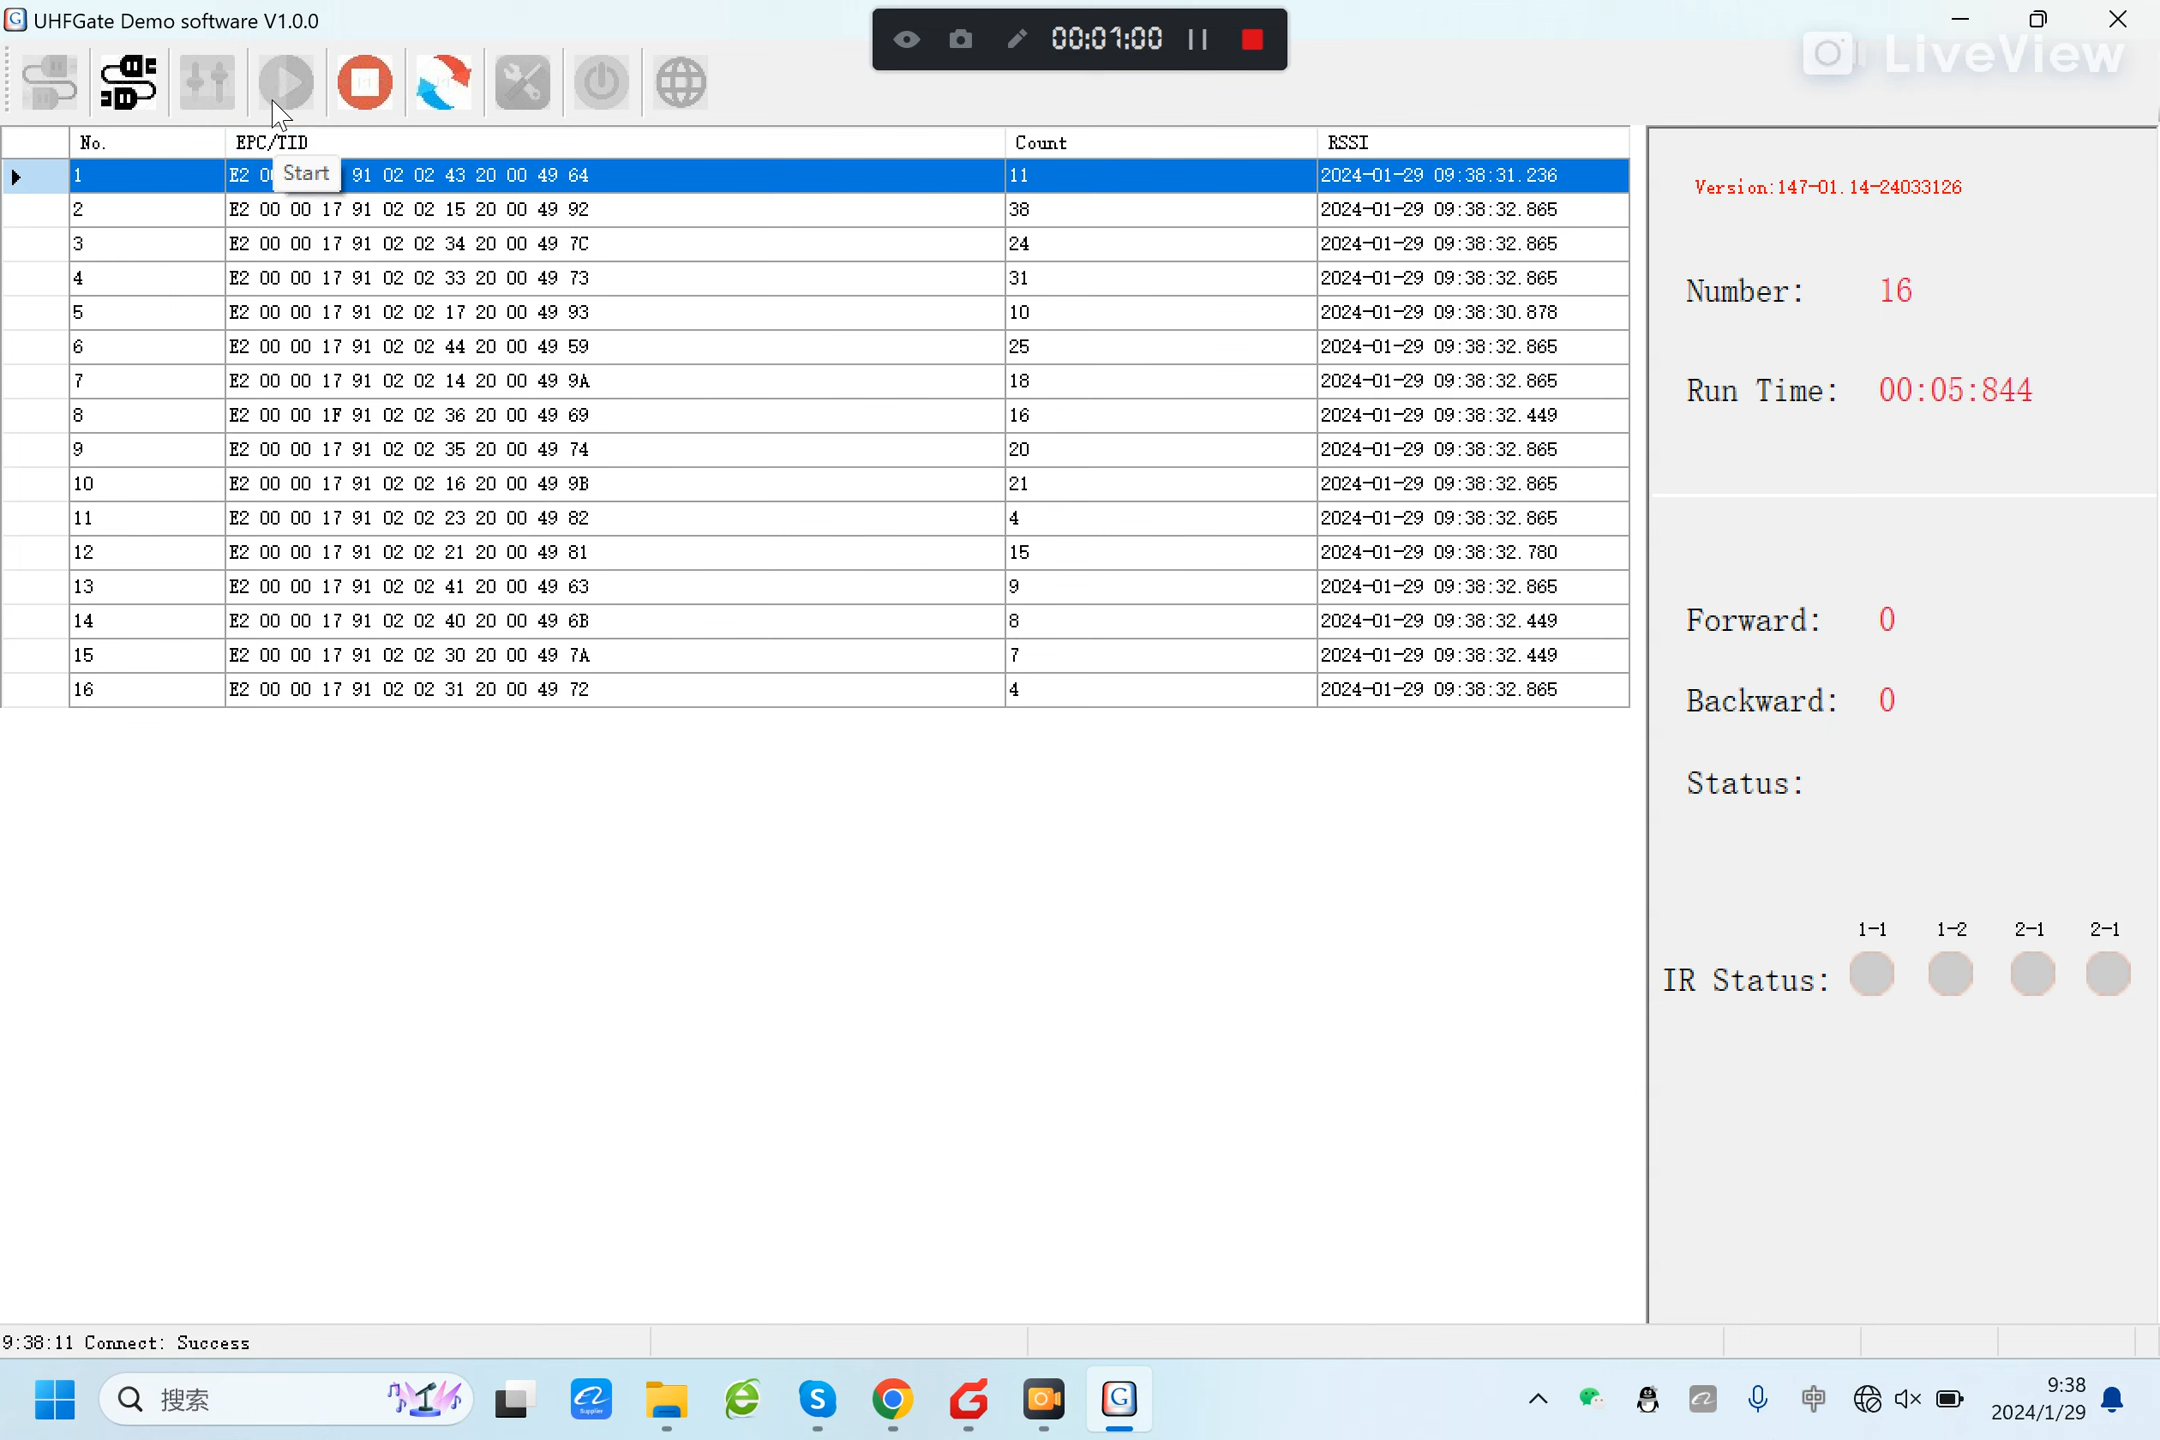 UHFGate Demo software V1.0.0
00:01:00
LiveView
No. EPC/TID Count RSSI
Start
1 E2 00 91 02 02 43 20 00 49 64 11 2024-01-29 09:38:31.236
2 E2 00 00 17 91 02 02 15 20 00 49 92 38 2024-01-29 09:38:32.865
3 E2 00 00 17 91 02 02 34 20 00 49 7C 24 2024-01-29 09:38:32.865
4 E2 00 00 17 91 02 02 33 20 00 49 73 31 2024-01-29 09:38:32.865
5 E2 00 00 17 91 02 02 17 20 00 49 93 10 2024-01-29 09:38:30.878
6 E2 00 00 17 91 02 02 44 20 00 49 59 25 2024-01-29 09:38:32.865
7 E2 00 00 17 91 02 02 14 20 00 49 9A 18 2024-01-29 09:38:32.865
8 E2 00 00 1F 91 02 02 36 20 00 49 69 16 2024-01-29 09:38:32.449
9 E2 00 00 17 91 02 02 35 20 00 49 74 20 2024-01-29 09:38:32.865
10 E2 00 00 17 91 02 02 16 20 00 49 9B 21 2024-01-29 09:38:32.865
11 E2 00 00 17 91 02 02 23 20 00 49 82 4 2024-01-29 09:38:32.865
12 E2 00 00 17 91 02 02 21 20 00 49 81 15 2024-01-29 09:38:32.780
13 E2 00 00 17 91 02 02 41 20 00 49 63 9 2024-01-29 09:38:32.865
14 E2 00 00 17 91 02 02 40 20 00 49 6B 8 2024-01-29 09:38:32.449
15 E2 00 00 17 91 02 02 30 20 00 49 7A 7 2024-01-29 09:38:32.449
16 E2 00 00 17 91 02 02 31 20 00 49 72 4 2024-01-29 09:38:32.865
Version:147-01.14-24033126
Number: 16
Run Time: 00:05:844
Forward: 0
Backward: 0
Status:
1-1 1-2 2-1 2-1
IR Status:
9:38:11 Connect: Success
搜索
Supplier
中
9:38
2024/1/29